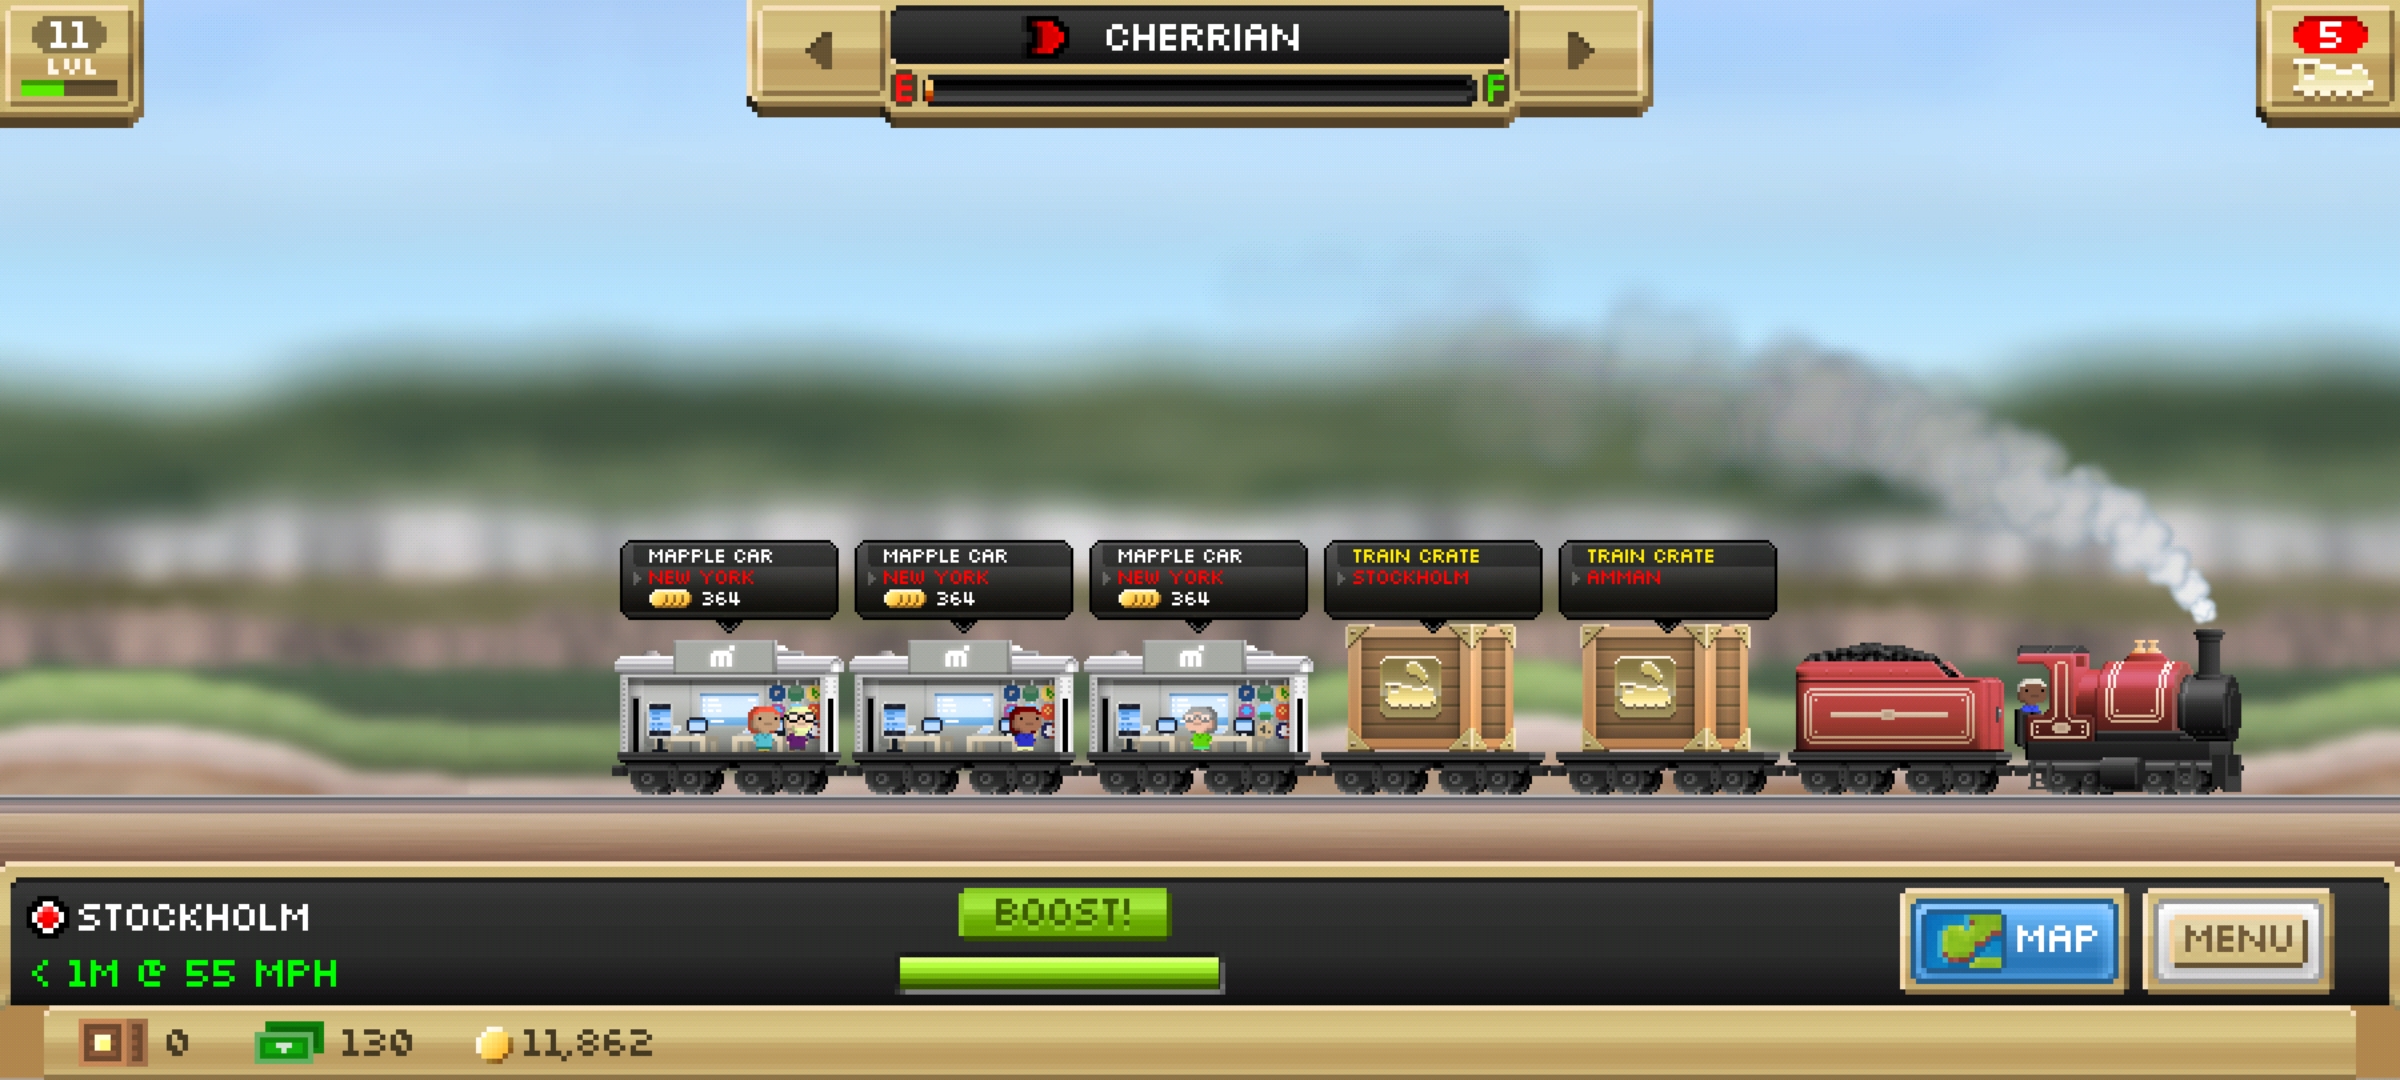 11
LVL
CHERRIAN
E F
5
MAPPLE CAR
NEW YORK
364
MAPPLE CAR
NEW YORK
364
MAPPLE CAR
NEW YORK
364
TRAIN CRATE
STOCKHOLM
TRAIN CRATE
AMMAN
m
m
m
STOCKHOLM
< 1M @ 55 MPH
BOOST!
MAP
MENU
0
130
11,862